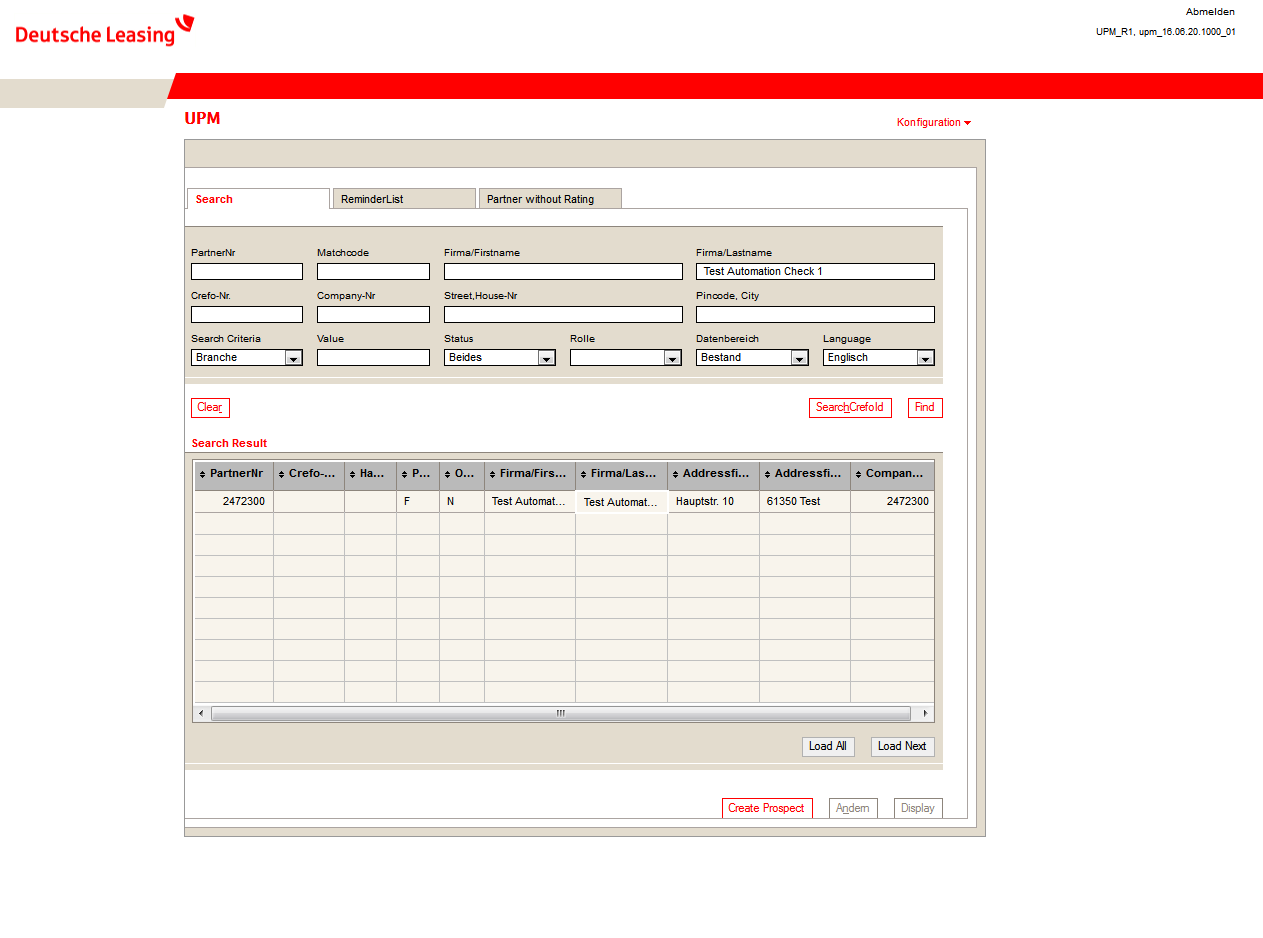 Abmelden
Deutsche Leasing
UPM_R1, upm_16.06.20.1000_01
UPM
Konfiguration
Search ReminderList Partner without Rating
PartnerNr Matchcode Firma/Firstname Firma/Lastname
Test Automation Check 1
Crefo-Nr. Company-Nr Street,House-Nr Pincode, City
Search Criteria Value Status Rolle Datenbereich Language
Branche Beides Bestand Englisch
Clear SearchCrefoId Find
Search Result
PartnerNr Crefo-... Ha... P... O... Firma/Firs... Firma/Las... Addressfi... Addressfi... Compan...
2472300 F N Test Automat... Test Automat... Hauptstr. 10 61350 Test 2472300
Load All Load Next
Create Prospect Ändern Display